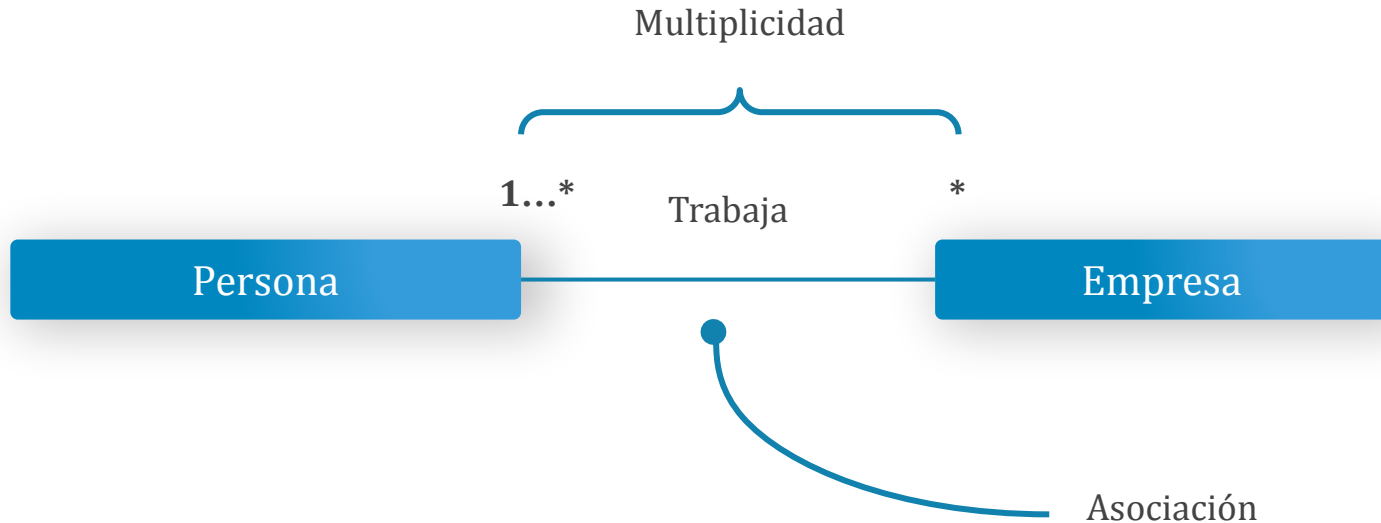 Multiplicidad
1...*
Trabaja
*
Persona
Empresa
Asociación